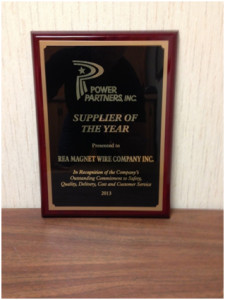 POWER
PARTNERS, INC.
SUPPLIER OF
THE YEAR
Presented to
REA MAGNET WIRE COMPANY INC.
In Recognition of the Company's
Outstanding Commitment to Safety,
Quality, Delivery, Cost and Customer Service
2013